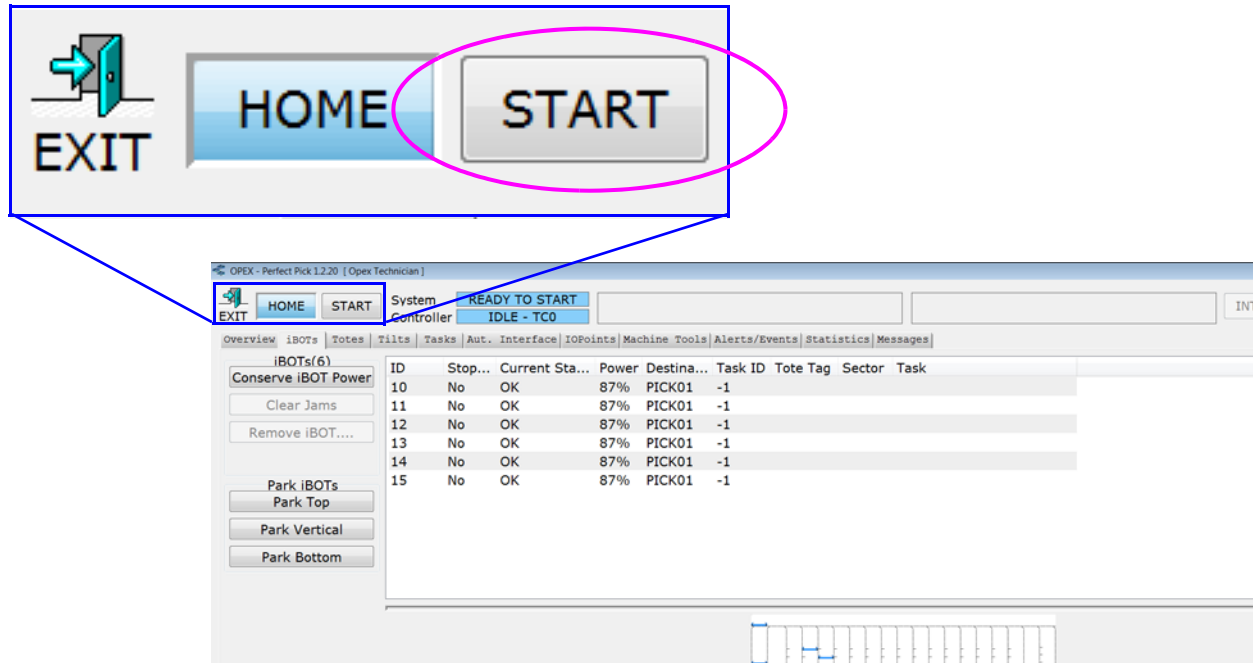 EXIT HOME START
OPEX - Perfect Pick 1.2.20 [ Opex Technician ]
EXIT HOME START System READY TO START
Controller IDLE - TC0
INT
Overview iBOTs Totes Tilts Tasks Aut. Interface IOPoints Machine Tools Alerts/Events Statistics Messages
iBOTs(6)
Conserve iBOT Power
Clear Jams
Remove iBOT....
Park iBOTs
Park Top
Park Vertical
Park Bottom
ID Stop... Current Sta... Power Destina... Task ID Tote Tag Sector Task
10 No OK 87% PICK01 -1
11 No OK 87% PICK01 -1
12 No OK 87% PICK01 -1
13 No OK 87% PICK01 -1
14 No OK 87% PICK01 -1
15 No OK 87% PICK01 -1